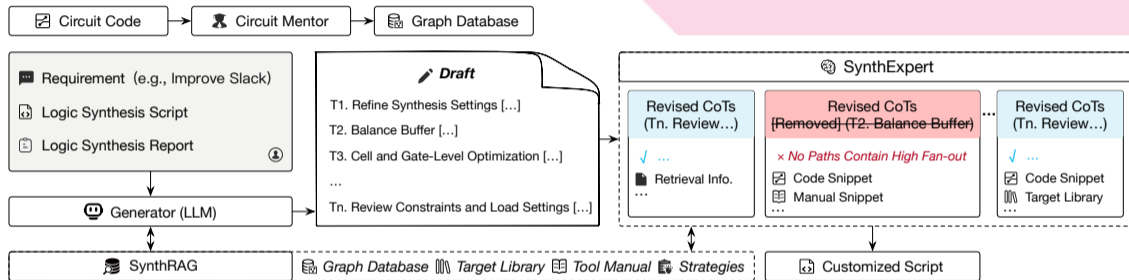 Circuit Code
Circuit Mentor
Graph Database
Requirement (e.g., Improve Slack)
Logic Synthesis Script
Logic Synthesis Report
Generator (LLM)
SynthRAG
Draft
T1. Refine Synthesis Settings […]
T2. Balance Buffer […]
T3. Cell and Gate-Level Optimization […]
...
Tn. Review Constraints and Load Settings […]
Graph Database
Target Library
Tool Manual
Strategies
SynthExpert
Revised CoTs
(Tn. Review…)
√ ...
Retrieval Info.
...
Revised CoTs
[Removed] (T2. Balance Buffer)
× No Paths Contain High Fan-out
Code Snippet
Manual Snippet
...
...
Revised CoTs
(Tn. Review…)
√ ...
Code Snippet
Target Library
...
Customized Script